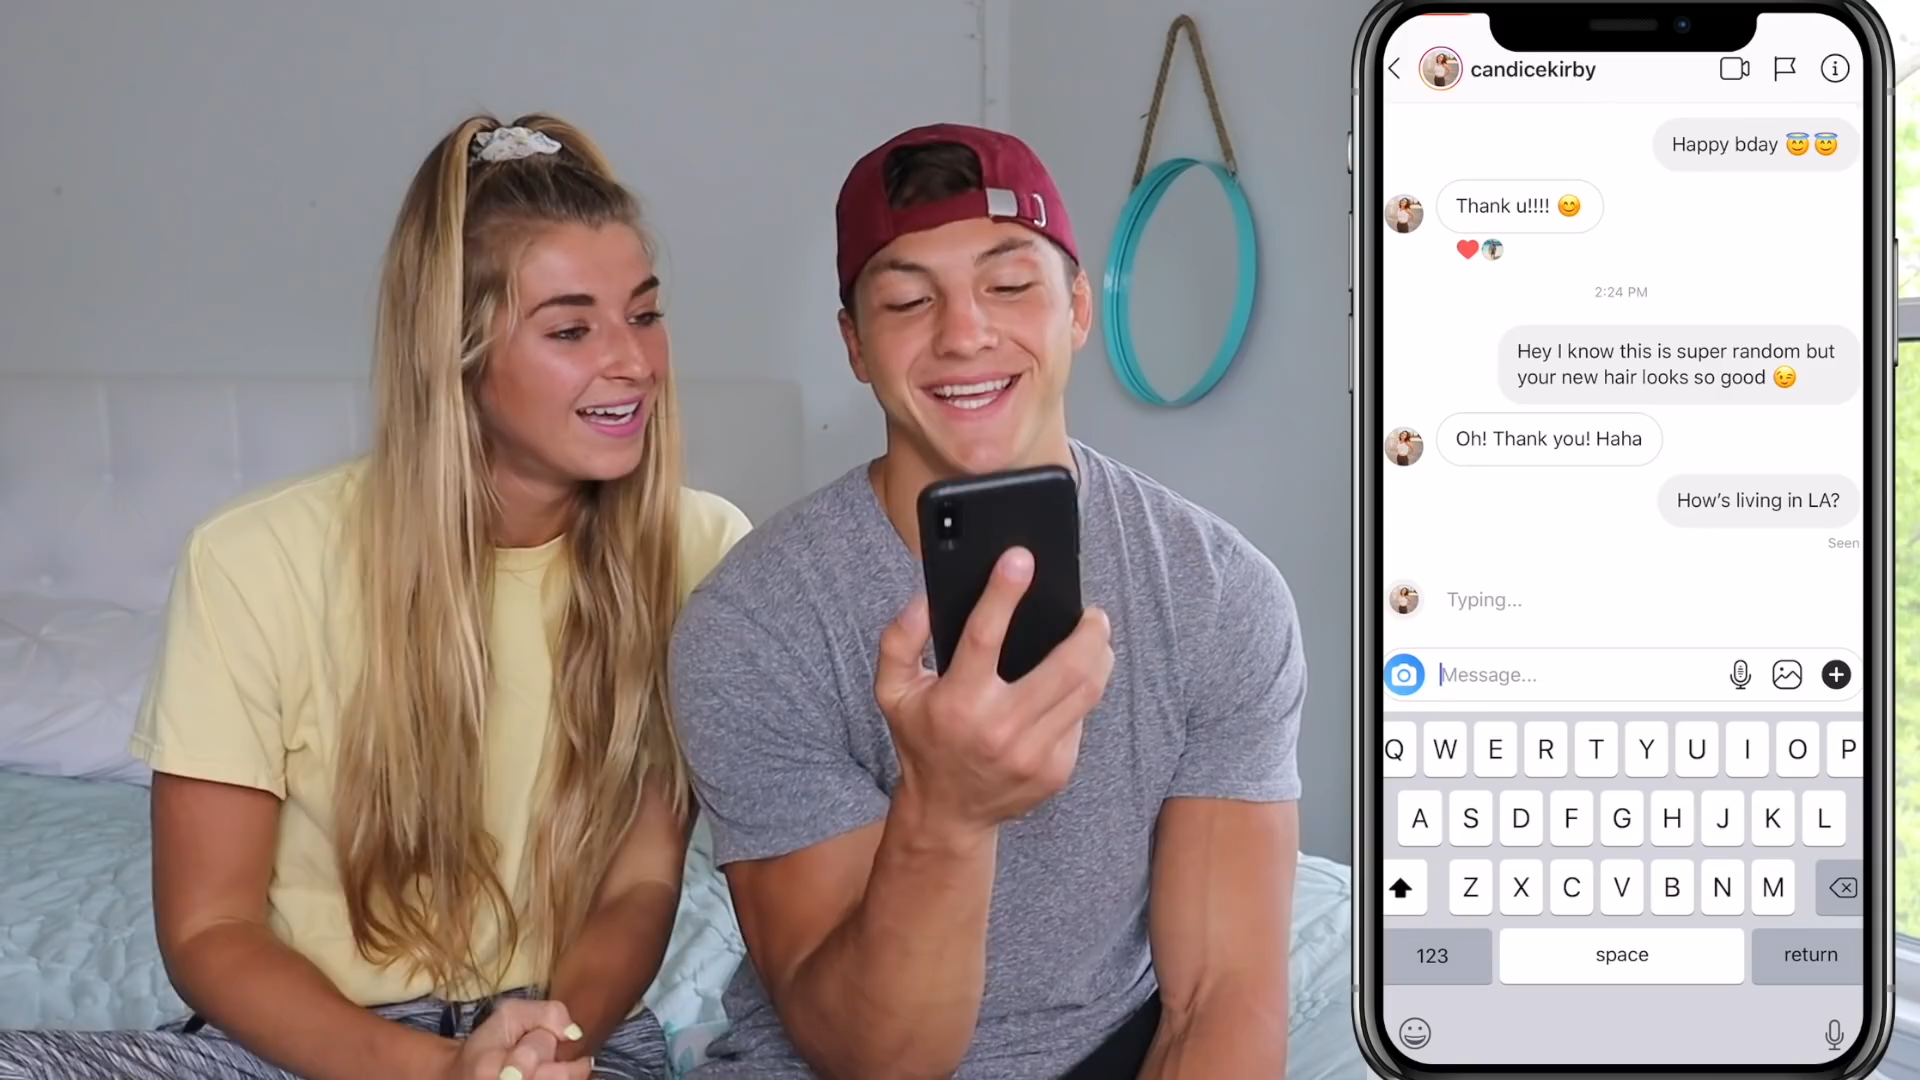 candicekirby
Happy bday 😇😇
Thank u!!!! 😊
2:24 PM
Hey I know this is super random but
your new hair looks so good 😉
Oh! Thank you! Haha
How’s living in LA?
Seen
Typing...
Message...
Q W E R T Y U I O P
A S D F G H J K L
Z X C V B N M
123 space return